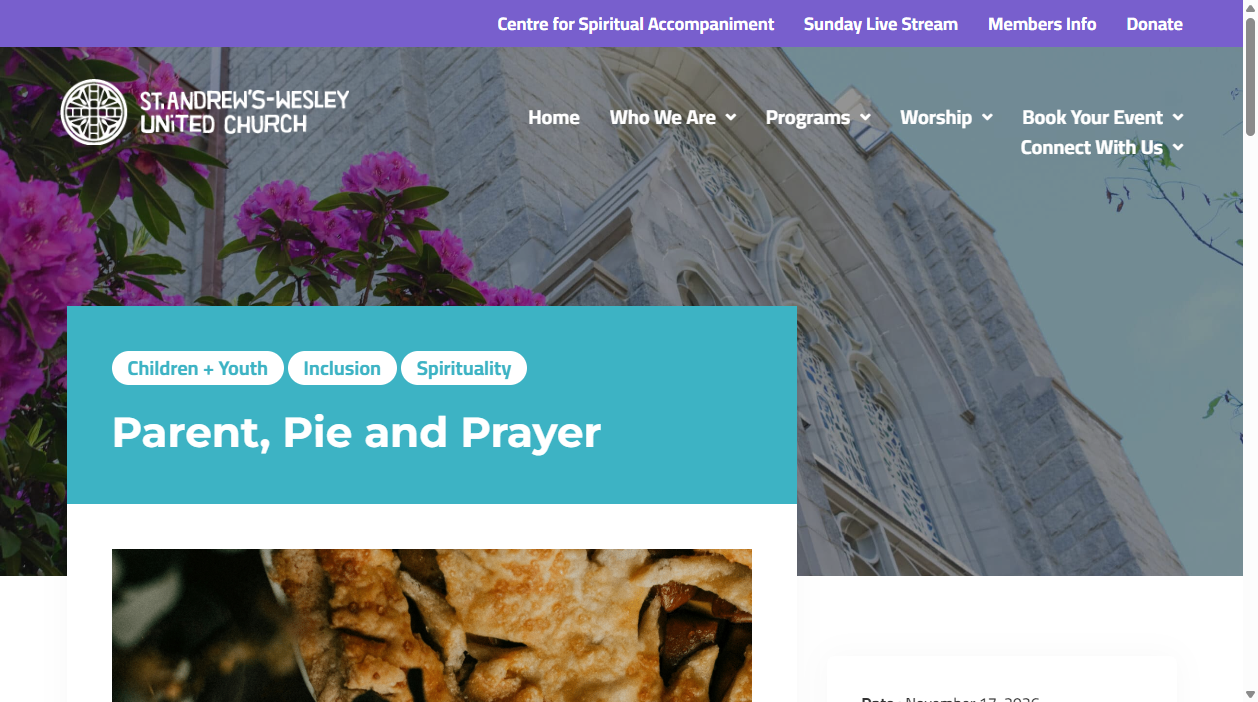 Centre for Spiritual Accompaniment Sunday Live Stream Members Info Donate
ST. ANDREW'S-WESLEY
UNITED CHURCH
Home Who We Are Programs Worship Book Your Event
Connect With Us
Children + Youth Inclusion Spirituality
Parent, Pie and Prayer